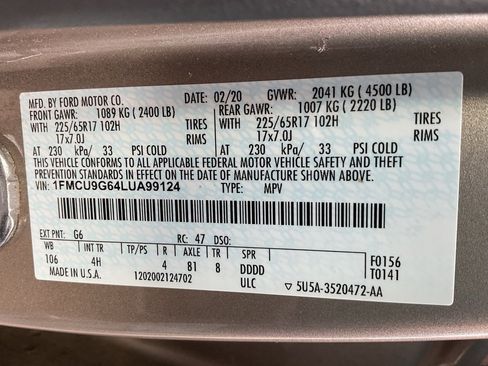 MFD. BY FORD MOTOR CO. DATE: 02/20 GVWR: 2041 KG (4500 LB)
FRONT GAWR: 1089 KG (2400 LB) REAR GAWR: 1007 KG (2220 LB)
WITH 225/65R17 102H TIRES WITH 225/65R17 102H TIRES
17x7.0J RIMS 17x7.0J RIMS
AT 230 kPa/ 33 PSI COLD AT 230 kPa/ 33 PSI COLD
THIS VEHICLE CONFORMS TO ALL APPLICABLE FEDERAL MOTOR VEHICLE SAFETY AND THEFT
PREVENTION STANDARDS IN EFFECT ON THE DATE OF MANUFACTURE SHOWN ABOVE.
VIN: 1FMCU9G64LUA99124 TYPE: MPV
EXT PNT: G6 RC: 47 DSO:
WB INT TR TP/PS R AXLE TR SPR F0156
106 4H 4 81 8 DDDD T0141
MADE IN U.S.A. 1202002124702 ULC ▽ 5U5A-3520472-AA